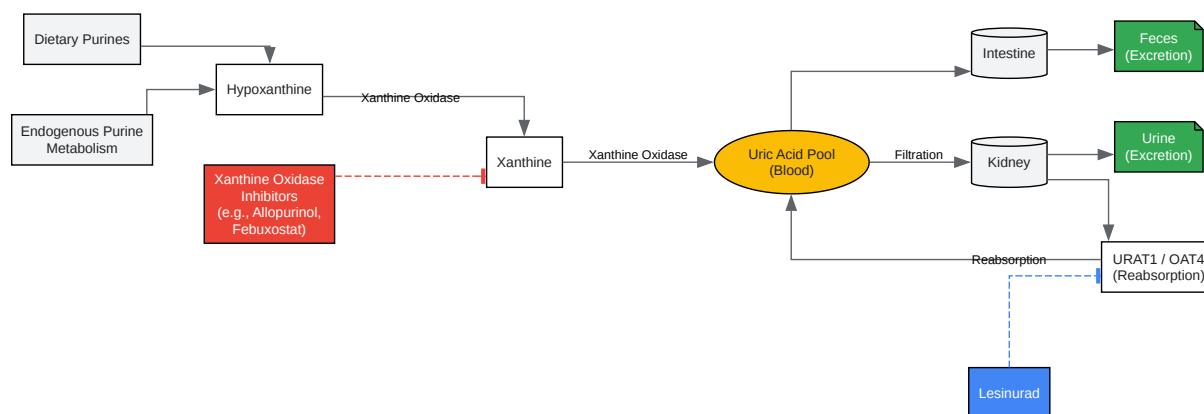 Dietary Purines
Endogenous Purine
Metabolism
Hypoxanthine
Xanthine Oxidase
Xanthine Oxidase
Inhibitors
(e.g., Allopurinol,
Febuxostat)
Xanthine
Xanthine Oxidase
Uric Acid Pool
(Blood)
Filtration
Intestine
Feces
(Excretion)
Kidney
Urine
(Excretion)
Reabsorption
URAT1 / OAT4
(Reabsorption)
Lesinurad